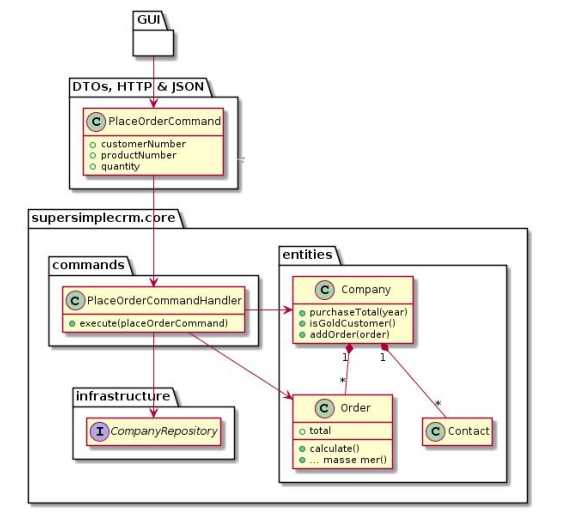 GUI
DTOs, HTTP & JSON
C PlaceOrderCommand
customerNumber
productNumber
quantity
supersimplecrm.core
commands
C PlaceOrderCommandHandler
execute(placeOrderCommand)
entities
C Company
purchaseTotal(year)
isGoldCustomer()
addOrder(order)
1
1
*
*
infrastructure
I CompanyRepository
C Order
total
calculate()
... masse mer()
C Contact